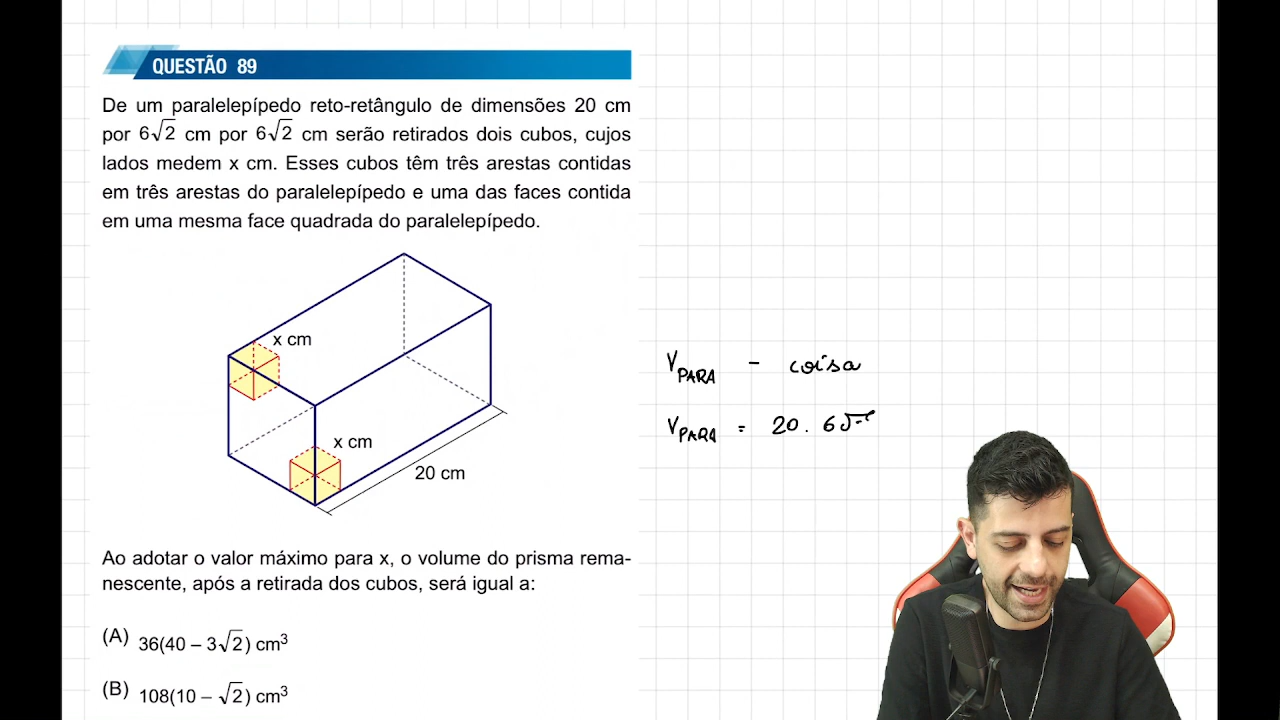 QUESTÃO 89
De um paralelepípedo reto-retângulo de dimensões 20 cm
por 6√2 cm por 6√2 cm serão retirados dois cubos, cujos
lados medem x cm. Esses cubos têm três arestas contidas
em três arestas do paralelepípedo e uma das faces contida
em uma mesma face quadrada do paralelepípedo.
x cm
x cm
20 cm
Ao adotar o valor máximo para x, o volume do prisma rema-
nescente, após a retirada dos cubos, será igual a:
(A) 36(40 – 3√2) cm³
(B) 108(10 – √2) cm³
V PARA - coisa
V PARA = 20 . 6√